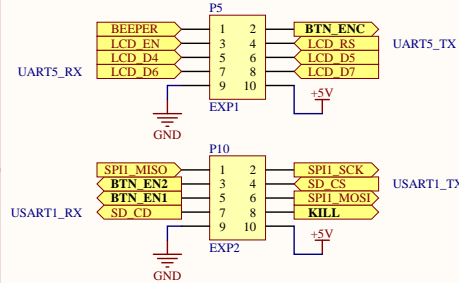 P5
BEEPER 1 2 BTN_ENC
LCD_EN 3 4 LCD_RS UART5_TX
LCD_D4 5 6 LCD_D5
UART5_RX LCD_D6 7 8 LCD_D7
9 10
EXP1 +5V
GND
P10
SPI1_MISO 1 2 SPI1_SCK
BTN_EN2 3 4 SD_CS USART1_TX
BTN_EN1 5 6 SPI1_MOSI
USART1_RX SD_CD 7 8 KILL
9 10
EXP2 +5V
GND